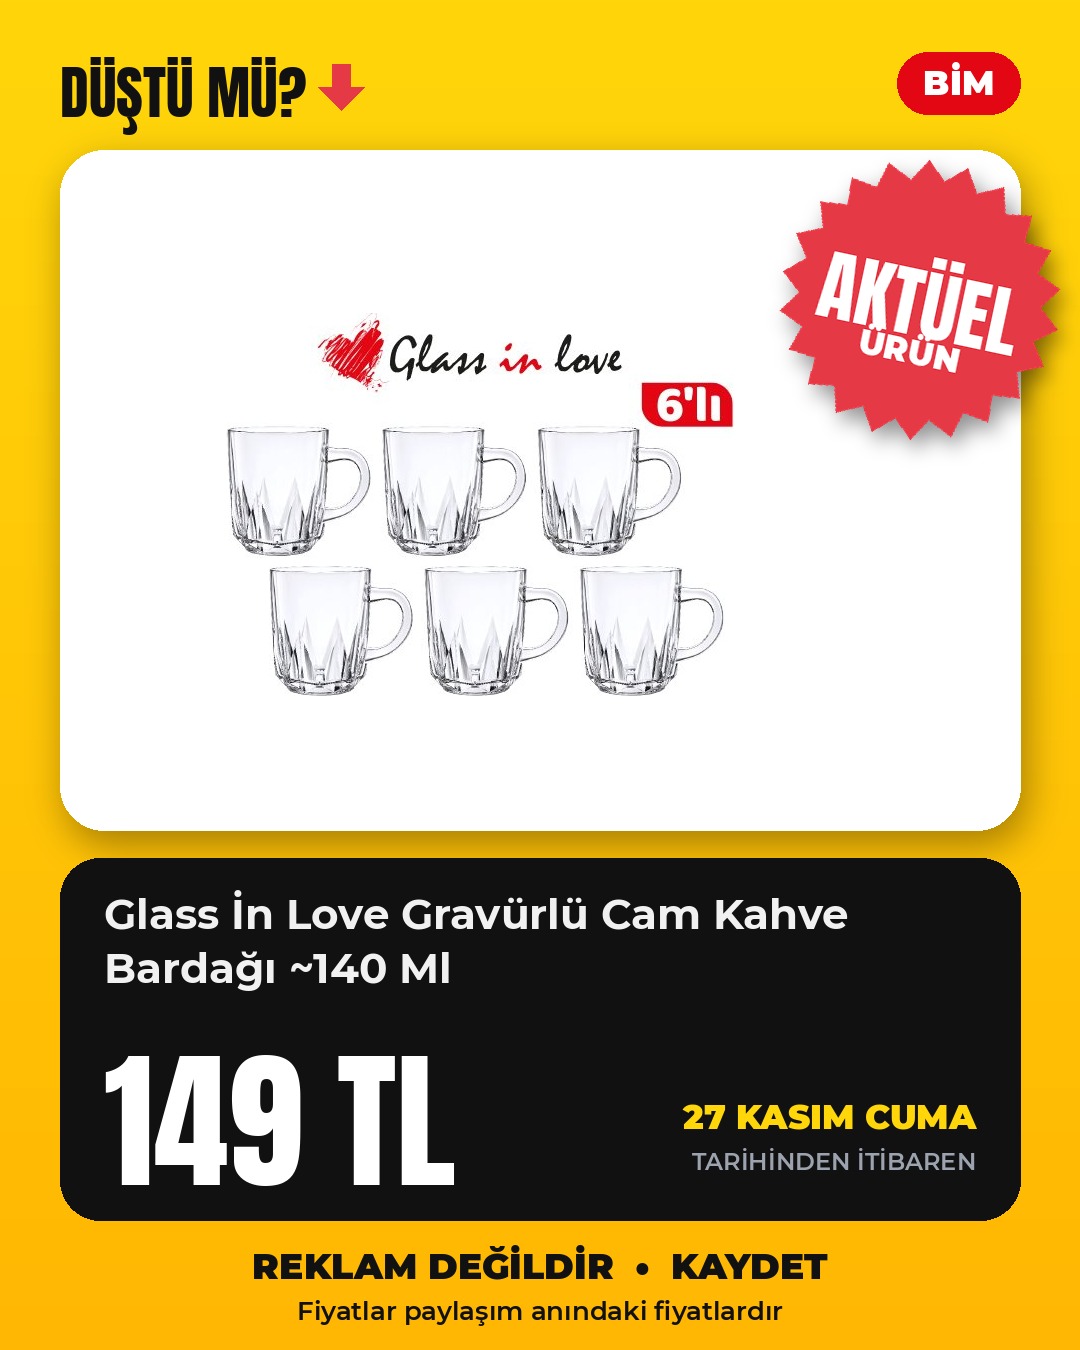 DÜŞTÜ MÜ?
BİM
AKTÜEL
ÜRÜN
Glass in love
6'lı
Glass İn Love Gravürlü Cam Kahve
Bardağı ~140 Ml
149 TL
27 KASIM CUMA
TARİHİNDEN İTİBAREN
REKLAM DEĞİLDİR • KAYDET
Fiyatlar paylaşım anındaki fiyatlardır